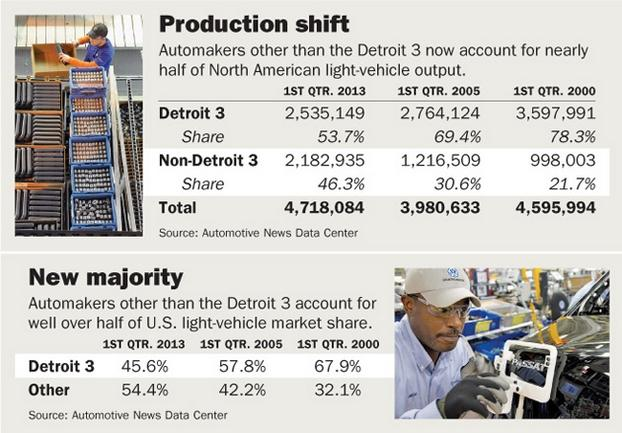 Production shift
Automakers other than the Detroit 3 now account for nearly
half of North American light-vehicle output.
1ST QTR. 2013 1ST QTR. 2005 1ST QTR. 2000
Detroit 3 2,535,149 2,764,124 3,597,991
Share 53.7% 69.4% 78.3%
Non-Detroit 3 2,182,935 1,216,509 998,003
Share 46.3% 30.6% 21.7%
Total 4,718,084 3,980,633 4,595,994
Source: Automotive News Data Center
New majority
Automakers other than the Detroit 3 account for
well over half of U.S. light-vehicle market share.
1ST QTR. 2013 1ST QTR. 2005 1ST QTR. 2000
Detroit 3 45.6% 57.8% 67.9%
Other 54.4% 42.2% 32.1%
Source: Automotive News Data Center
PASSAT